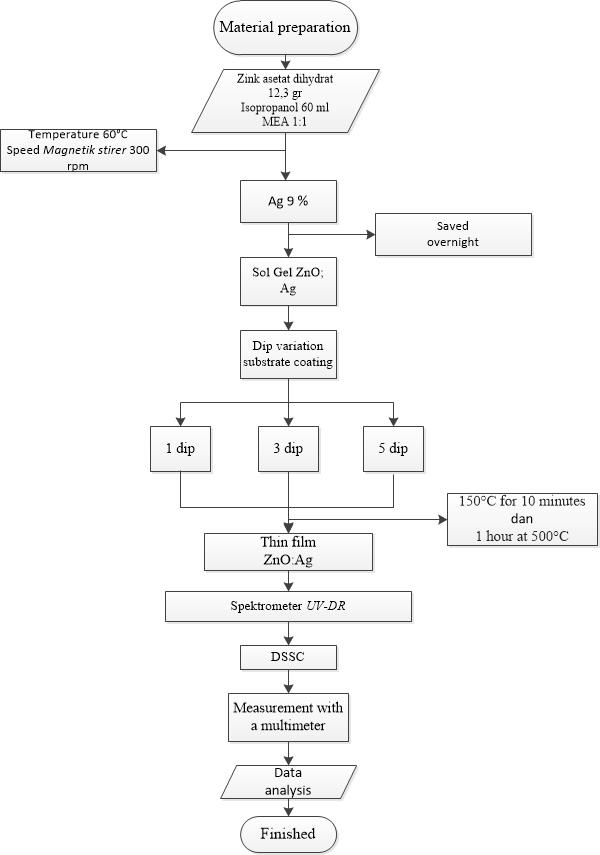 Material preparation
Zink asetat dihydrat
12,3 gr
Isopropanol 60 ml
MEA 1:1
Temperature 60°C
Speed Magnetik stirer 300
rpm
Ag 9 %
Saved
overnight
Sol Gel ZnO;
Ag
Dip variation
substrate coating
1 dip
3 dip
5 dip
150°C for 10 minutes
dan
1 hour at 500°C
Thin film
ZnO:Ag
Spektrometer UV-DR
DSSC
Measurement with
a multimeter
Data
analysis
Finished